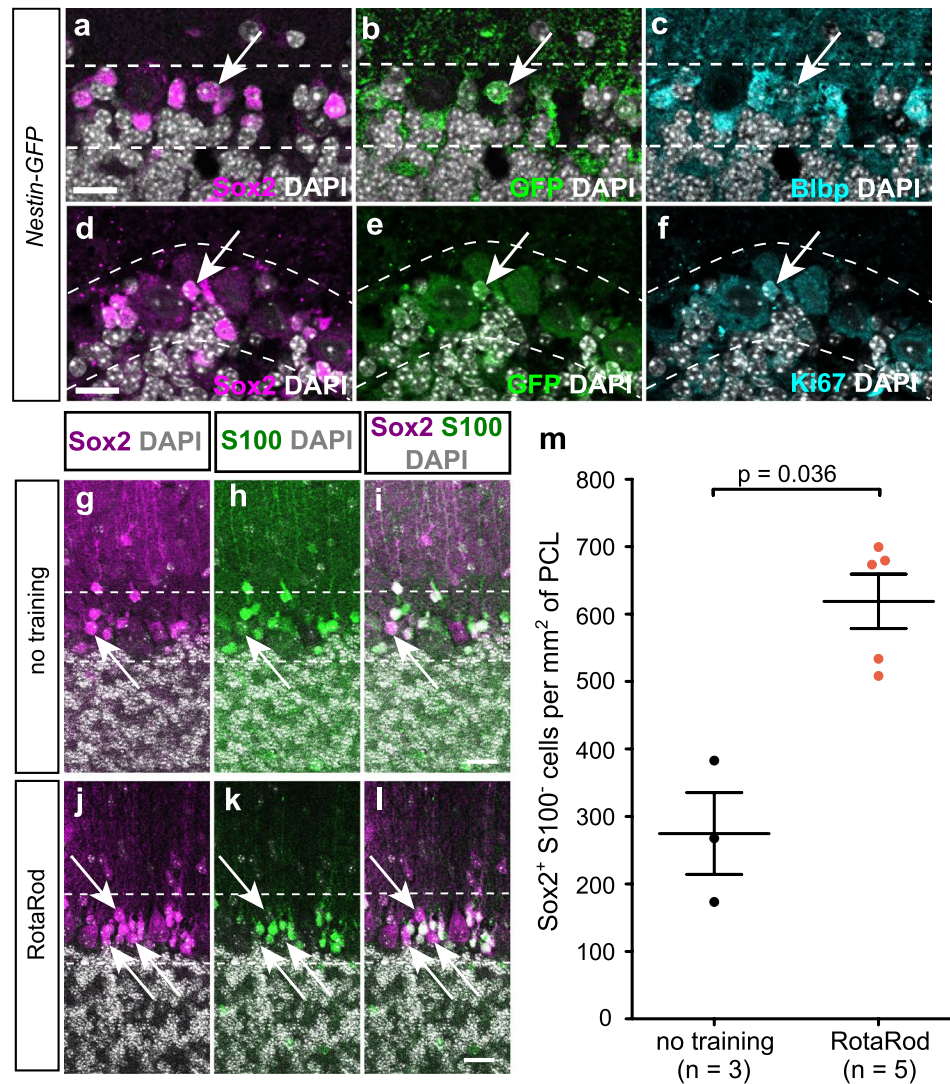 Nestin-GFP
a
Sox2 DAPI
b
GFP DAPI
c
Blbp DAPI
d
Sox2 DAPI
e
GFP DAPI
f
Ki67 DAPI
Sox2 DAPI
S100 DAPI
Sox2 S100
DAPI
no training
g
h
i
RotaRod
j
k
l
m
p = 0.036
Sox2⁺ S100⁻ cells per mm² of PCL
800
700
600
500
400
300
200
100
0
no training
(n = 3)
RotaRod
(n = 5)